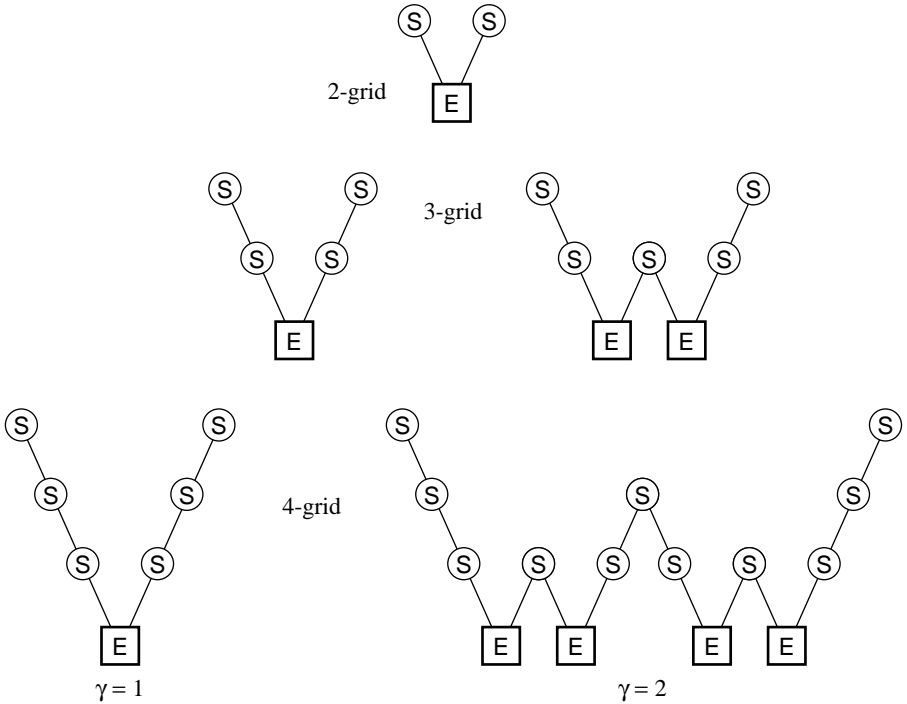 S S
2-grid E
S S 3-grid S S
S S S S S
E E E
S S S S
S S 4-grid S S S
S S S S S S S S
E E E E E
γ = 1 γ = 2